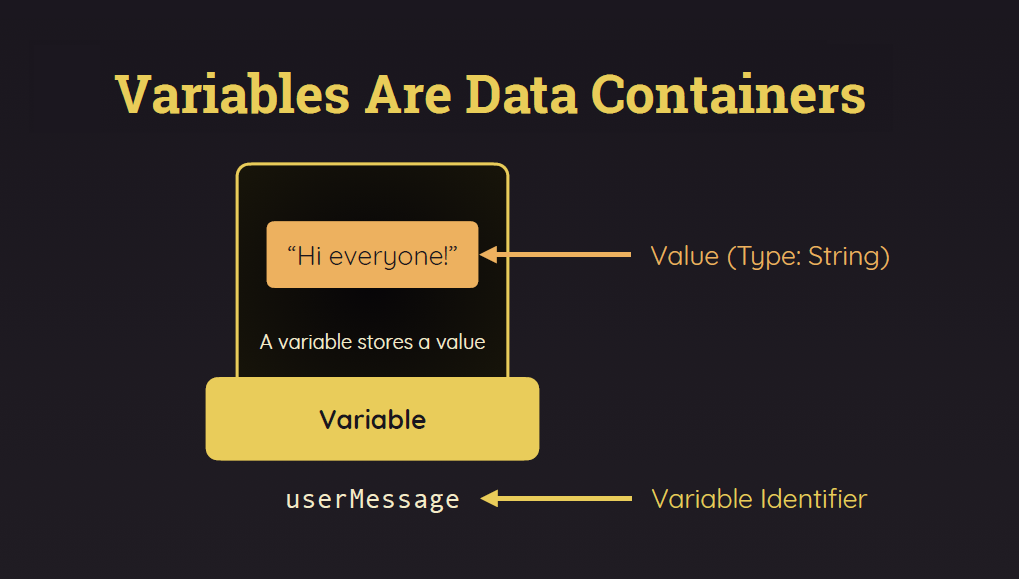 Variables Are Data Containers
“Hi everyone!”
Value (Type: String)
A variable stores a value
Variable
userMessage
Variable Identifier